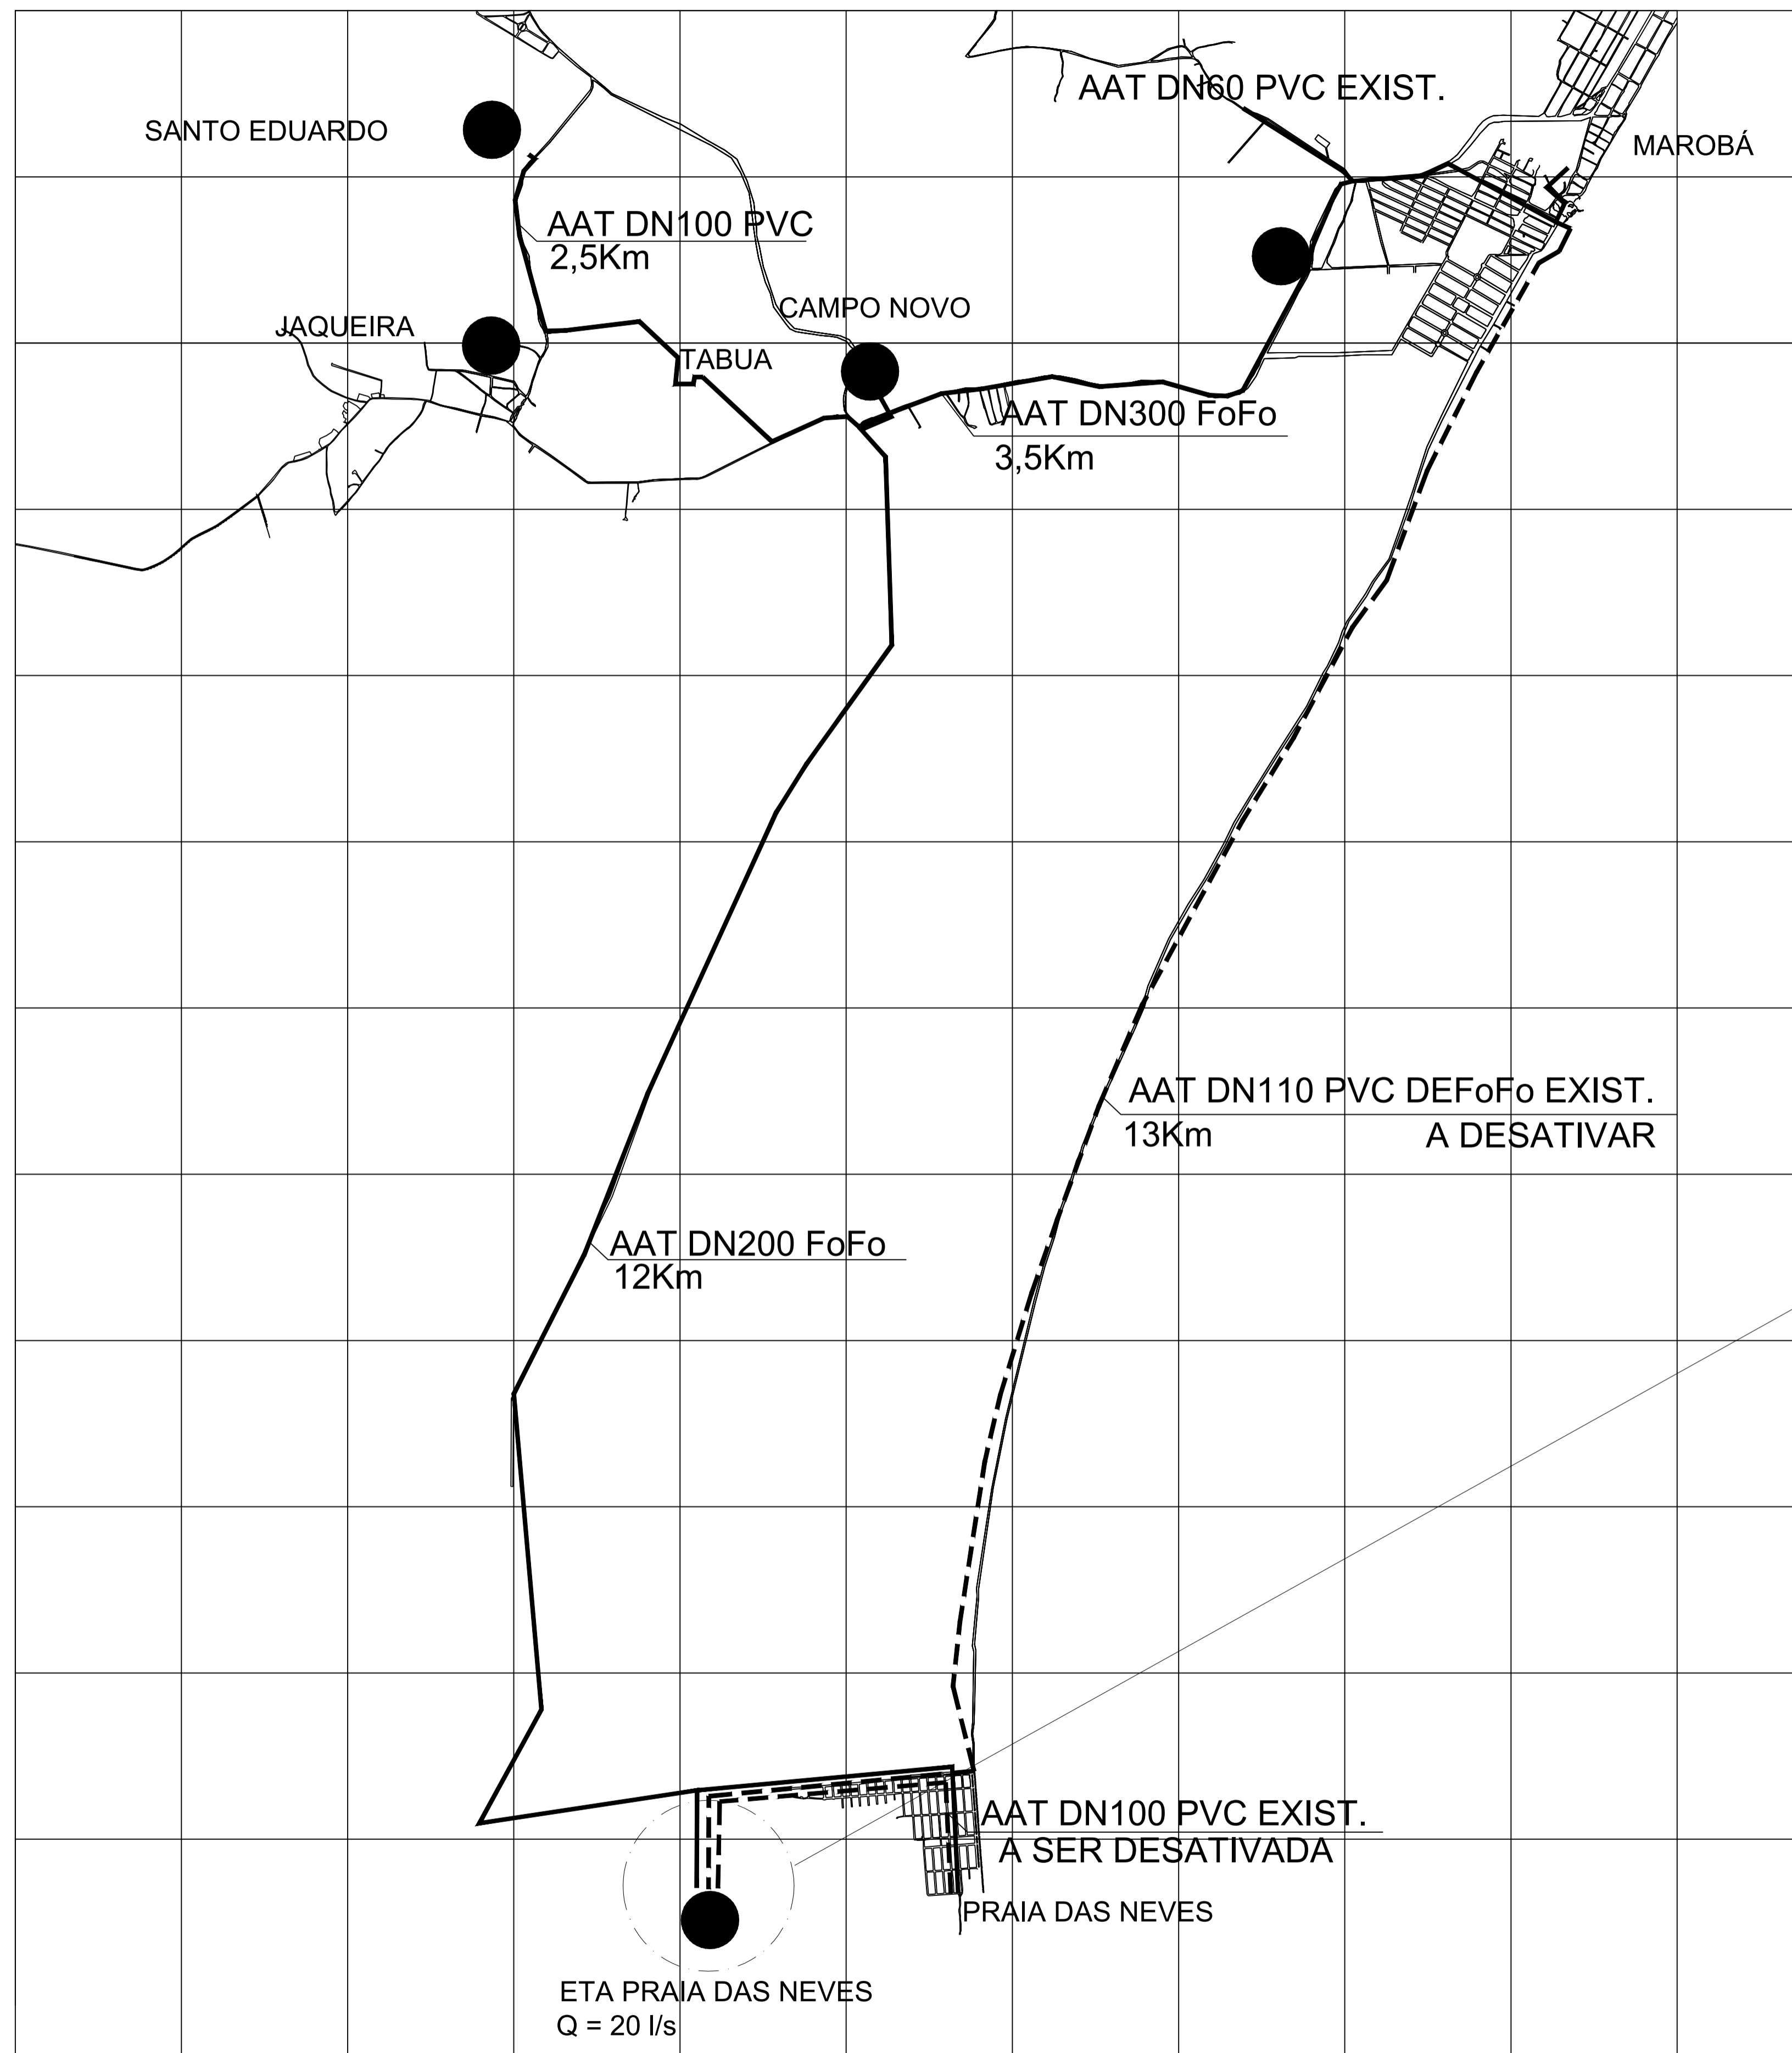 AAT DN60 PVC EXIST.
SANTO EDUARDO
MAROBÁ
AAT DN100 PVC
2,5Km
CAMPO NOVO
JAQUEIRA
TABUA
AAT DN300 FoFo
3,5Km
AAT DN110 PVC DEFoFo EXIST.
13Km
A DESATIVAR
AAT DN200 FoFo
12Km
AAT DN100 PVC EXIST.
A SER DESATIVADA
PRAIA DAS NEVES
ETA PRAIA DAS NEVES
Q = 20 l/s